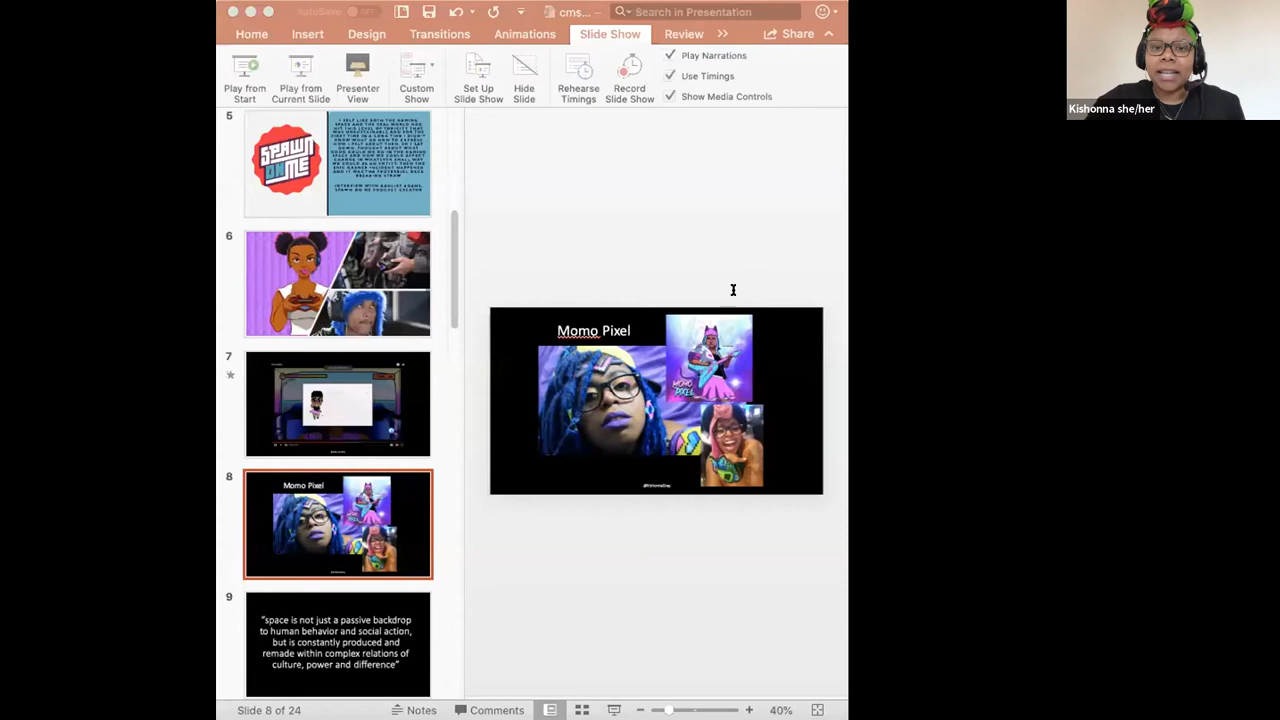 AutoSave OFF
cms...
Search in Presentation
Home
Insert
Design
Transitions
Animations
Slide Show
Review
Share
Play from Start
Play from Current Slide
Presenter View
Custom Show
Set Up Slide Show
Hide Slide
Rehearse Timings
Record Slide Show
Play Narrations
Use Timings
Show Media Controls
Kishonna she/her
5
SPAWN
ON ME
6
7
8
Momo Pixel
9
"space is not just a passive backdrop
to human behavior and social action,
but is constantly produced and
remade within complex relations of
culture, power and difference"
Momo Pixel
MOMO
PIXEL
Slide 8 of 24
Notes
Comments
40%